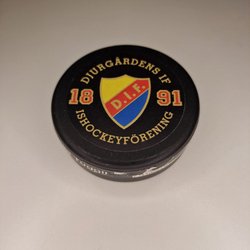 DJURGÅRDENS IF
18 91
D.I.F.
ISHOCKEYFÖRENING